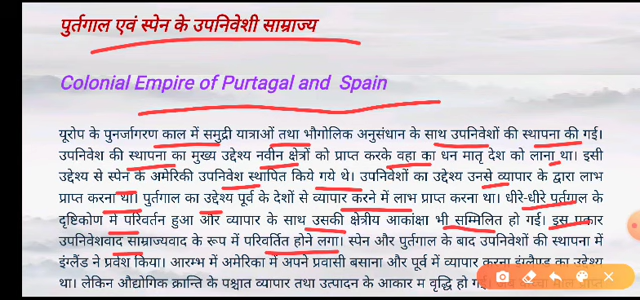 पुर्तगाल एवं स्पेन के उपनिवेशी साम्राज्य
Colonial Empire of Purtagal and Spain
यूरोप के पुनर्जागरण काल में समुद्री यात्राओं तथा भौगोलिक अनुसंधान के साथ उपनिवेशों की स्थापना की गई।
उपनिवेश की स्थापना का मुख्य उद्देश्य नवीन क्षेत्रों को प्राप्त करके वहा का धन मातृ देश को लाना था। इसी
उद्देश्य से स्पेन के अमेरिकी उपनिवेश स्थापित किये गये थे। उपनिवेशों का उद्देश्य उनसे व्यापार के द्वारा लाभ
प्राप्त करना था। पुर्तगाल का उद्देश्य पूर्व के देशों से व्यापार करने में लाभ प्राप्त करना था। धीरे-धीरे पुर्तगाल के
दृष्टिकोण में परिवर्तन हुआ और व्यापार के साथ उसकी क्षेत्रीय आकांक्षा भी सम्मिलित हो गई। इस प्रकार
उपनिवेशवाद साम्राज्यवाद के रूप में परिवर्तित होने लगा। स्पेन और पुर्तगाल के बाद उपनिवेशों की स्थापना में
इंग्लैंड ने प्रवेश किया। आरम्भ में अमेरिका में अपने प्रवासी बसाना और पूर्व में व्यापार करना इंग्लैण्ड का उद्देश्य
था। लेकिन औद्योगिक क्रान्ति के पश्चात व्यापार तथा उत्पादन के आकार म वृद्धि हो